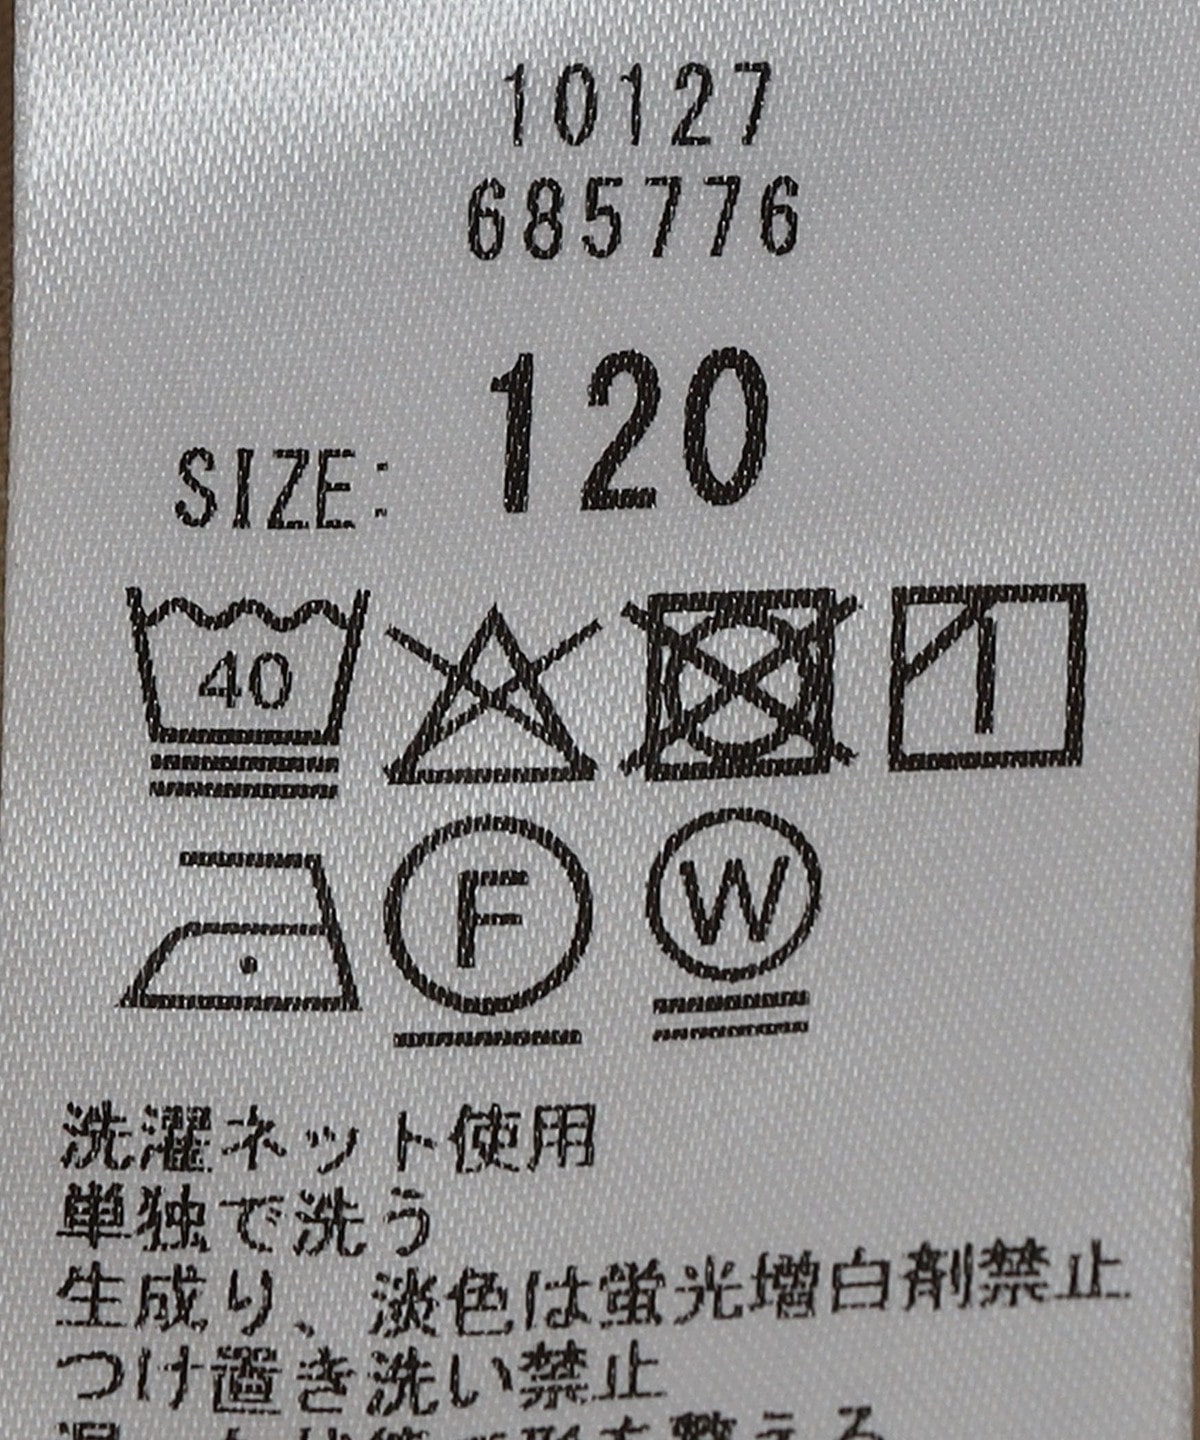 10127
685776
SIZE: 120
40
F W
洗濯ネット使用
単独で洗う
生成り、淡色は蛍光増白剤禁止
つけ置き洗い禁止